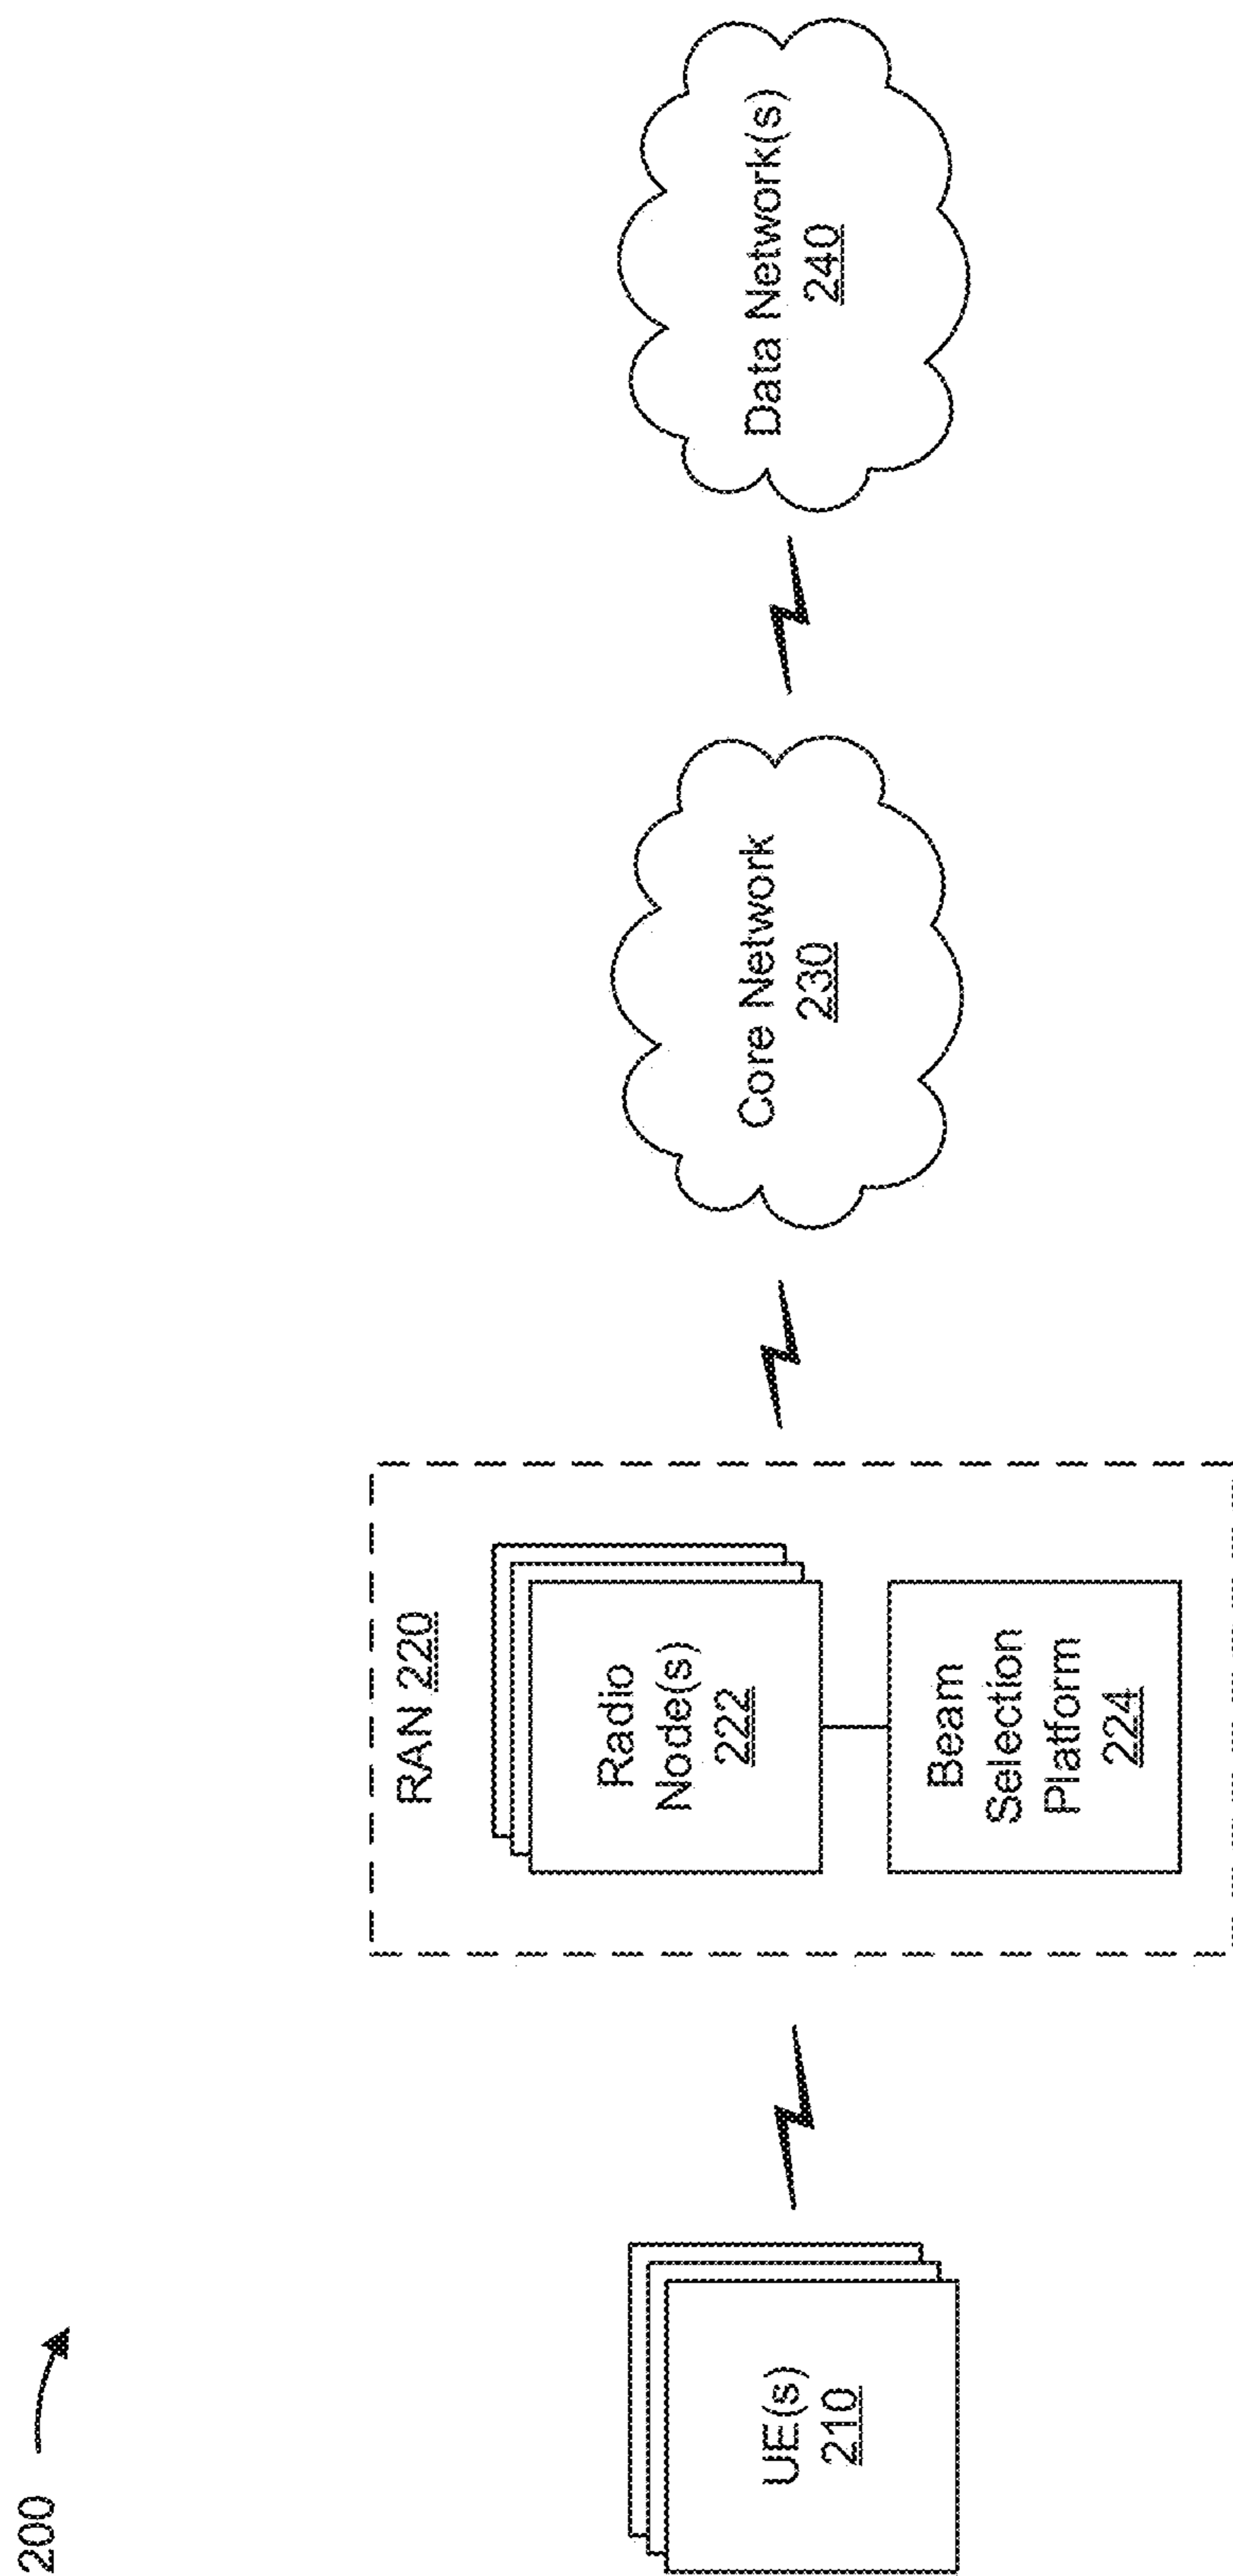 200
UE(s)
210
RAN 220
Radio
Node(s)
222
Beam
Selection
Platform
224
Core Network
230
Data Network(s)
240